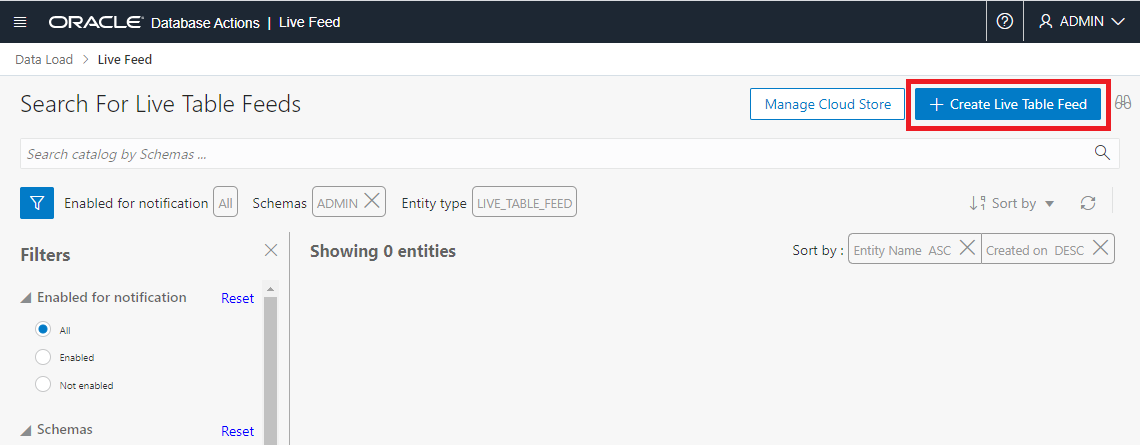 ORACLE Database Actions | Live Feed ADMIN
Data Load > Live Feed
Search For Live Table Feeds Manage Cloud Store + Create Live Table Feed
Search catalog by Schemas ...
Enabled for notification All Schemas ADMIN Entity type LIVE_TABLE_FEED Sort by
Filters Showing 0 entities Sort by : Entity Name ASC Created on DESC
Enabled for notification Reset
All
Enabled
Not enabled
Schemas Reset